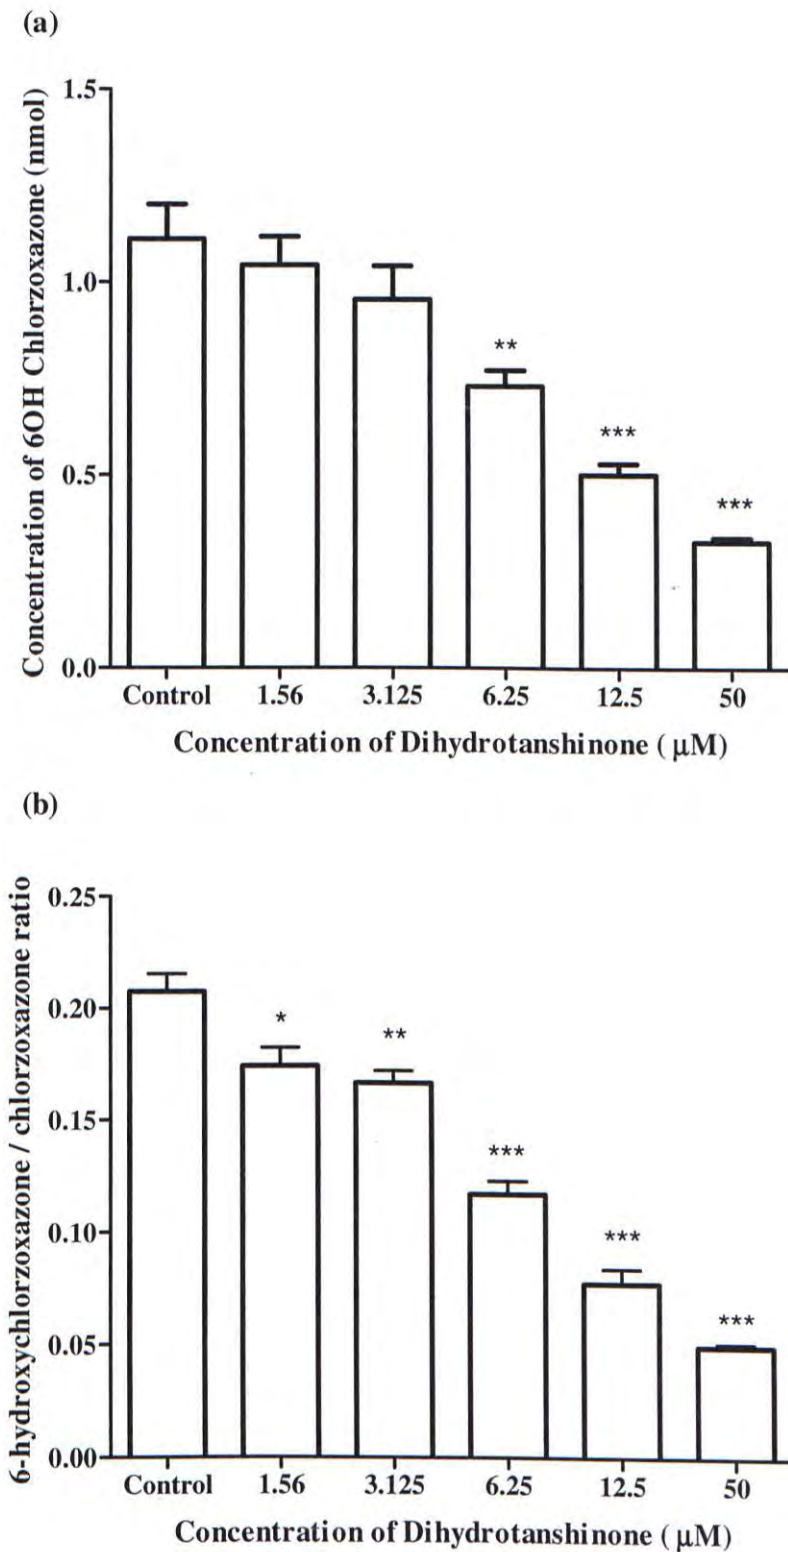 (a)
Concentration of 6OH Chlorzoxazone (nmol)
1.5
1.0
0.5
0.0
**
***
***
Control 1.56 3.125 6.25 12.5 50
Concentration of Dihydrotanshinone ( μM)
(b)
6-hydroxychlorzoxazone / chlorzoxazone ratio
0.25
0.20
0.15
0.10
0.05
0.00
*
**
***
***
***
Control 1.56 3.125 6.25 12.5 50
Concentration of Dihydrotanshinone ( μM)